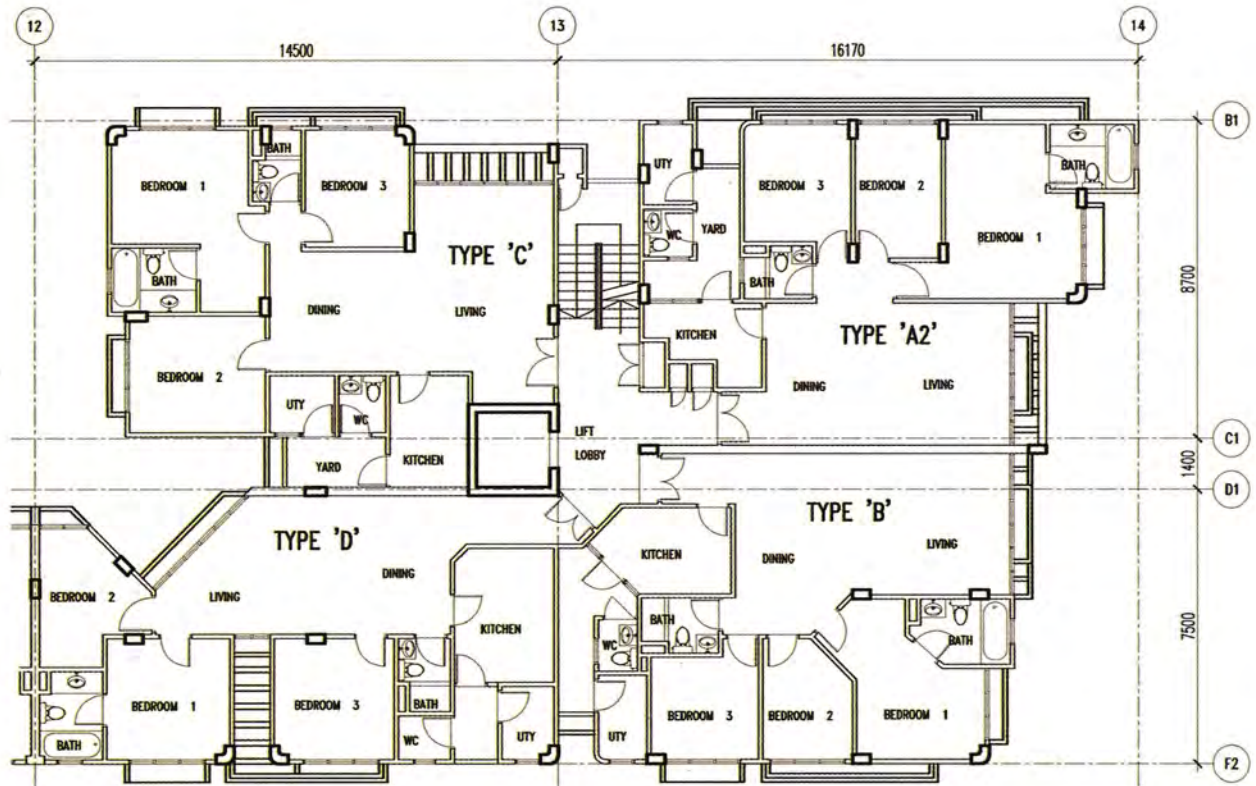 12
13
14
14500
16170
B1
C1
D1
F2
8700
1400
7500
TYPE 'C'
BEDROOM 1
BATH
BEDROOM 3
BATH
DINING
LIVING
BEDROOM 2
UTY
WC
YARD
KITCHEN
LIFT
LOBBY
TYPE 'A2'
UTY
WC
YARD
BEDROOM 3
BEDROOM 2
BATH
BEDROOM 1
BATH
KITCHEN
DINING
LIVING
TYPE 'D'
BEDROOM 2
LIVING
DINING
KITCHEN
BEDROOM 1
BATH
BEDROOM 3
BATH
WC
UTY
TYPE 'B'
KITCHEN
DINING
LIVING
BATH
WC
BATH
UTY
BEDROOM 3
BEDROOM 2
BEDROOM 1